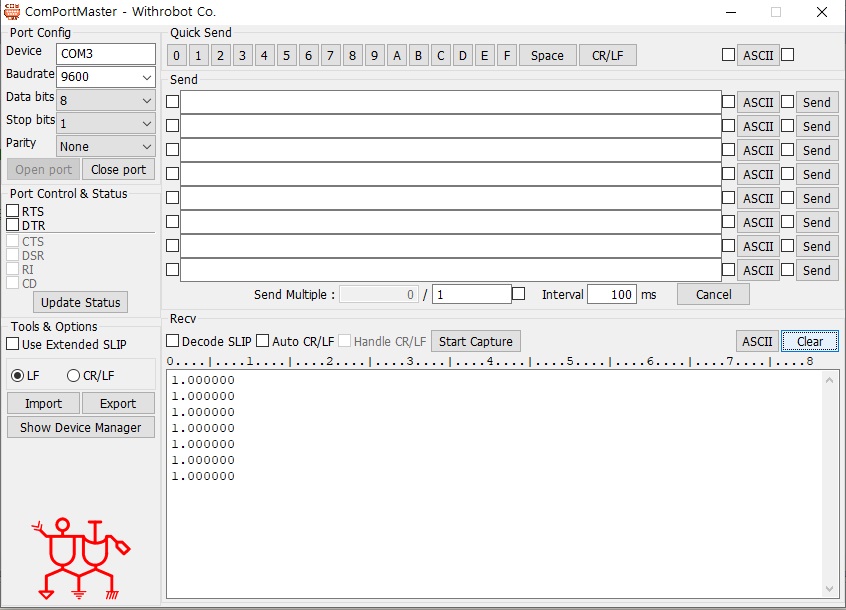 ComPortMaster - Withrobot Co.
Port Config
Device COM3
Baudrate 9600
Data bits 8
Stop bits 1
Parity None
Open port Close port
Port Control & Status
RTS
DTR
CTS
DSR
RI
CD
Update Status
Tools & Options
Use Extended SLIP
LF CR/LF
Import Export
Show Device Manager
Quick Send
0 1 2 3 4 5 6 7 8 9 A B C D E F Space CR/LF ASCII
Send
ASCII Send
ASCII Send
ASCII Send
ASCII Send
ASCII Send
ASCII Send
ASCII Send
ASCII Send
Send Multiple : 0 / 1 Interval 100 ms Cancel
Recv
Decode SLIP Auto CR/LF Handle CR/LF Start Capture ASCII Clear
0....|....1....|....2....|....3....|....4....|....5....|....6....|....7....|....8
1.000000
1.000000
1.000000
1.000000
1.000000
1.000000
1.000000